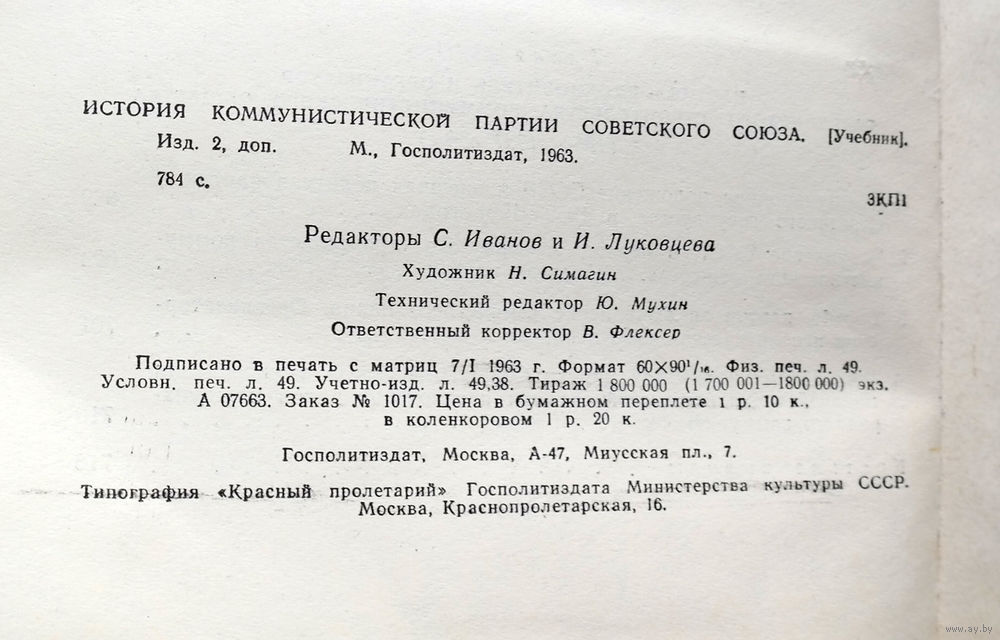 ИСТОРИЯ КОММУНИСТИЧЕСКОЙ ПАРТИИ СОВЕТСКОГО СОЮЗА. [Учебник].
Изд. 2, доп. М., Госполитиздат, 1963.
784 с.
3КП1
Редакторы С. Иванов и И. Луковцева
Художник Н. Симагин
Технический редактор Ю. Мухин
Ответственный корректор В. Флексер
Подписано в печать с матриц 7/I 1963 г. Формат 60×90¹/₁₆. Физ. печ. л. 49.
Условн. печ. л. 49. Учетно-изд. л. 49,38. Тираж 1 800 000 (1 700 001—1800 000) экз.
А 07663. Заказ № 1017. Цена в бумажном переплете 1 р. 10 к.,
в коленкоровом 1 р. 20 к.
Госполитиздат, Москва, А-47, Миусская пл., 7.
Типография «Красный пролетарий» Госполитиздата Министерства культуры СССР.
Москва, Краснопролетарская, 16.
www.ay.by